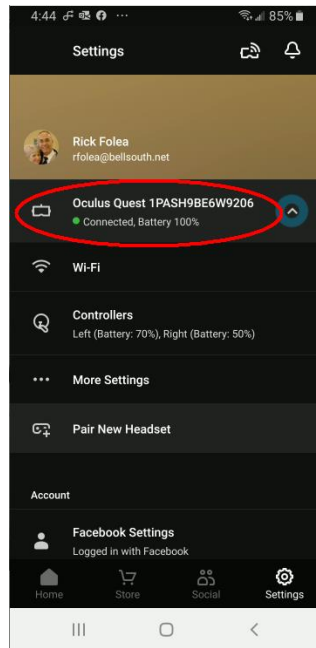 4:44 ··· 85%
Settings
Rick Folea
rfolea@bellsouth.net
Oculus Quest 1PASH9BE6W9206
Connected, Battery 100%
Wi-Fi
Controllers
Left (Battery: 70%), Right (Battery: 50%)
More Settings
Pair New Headset
Account
Facebook Settings
Logged in with Facebook
Home Store Social Settings